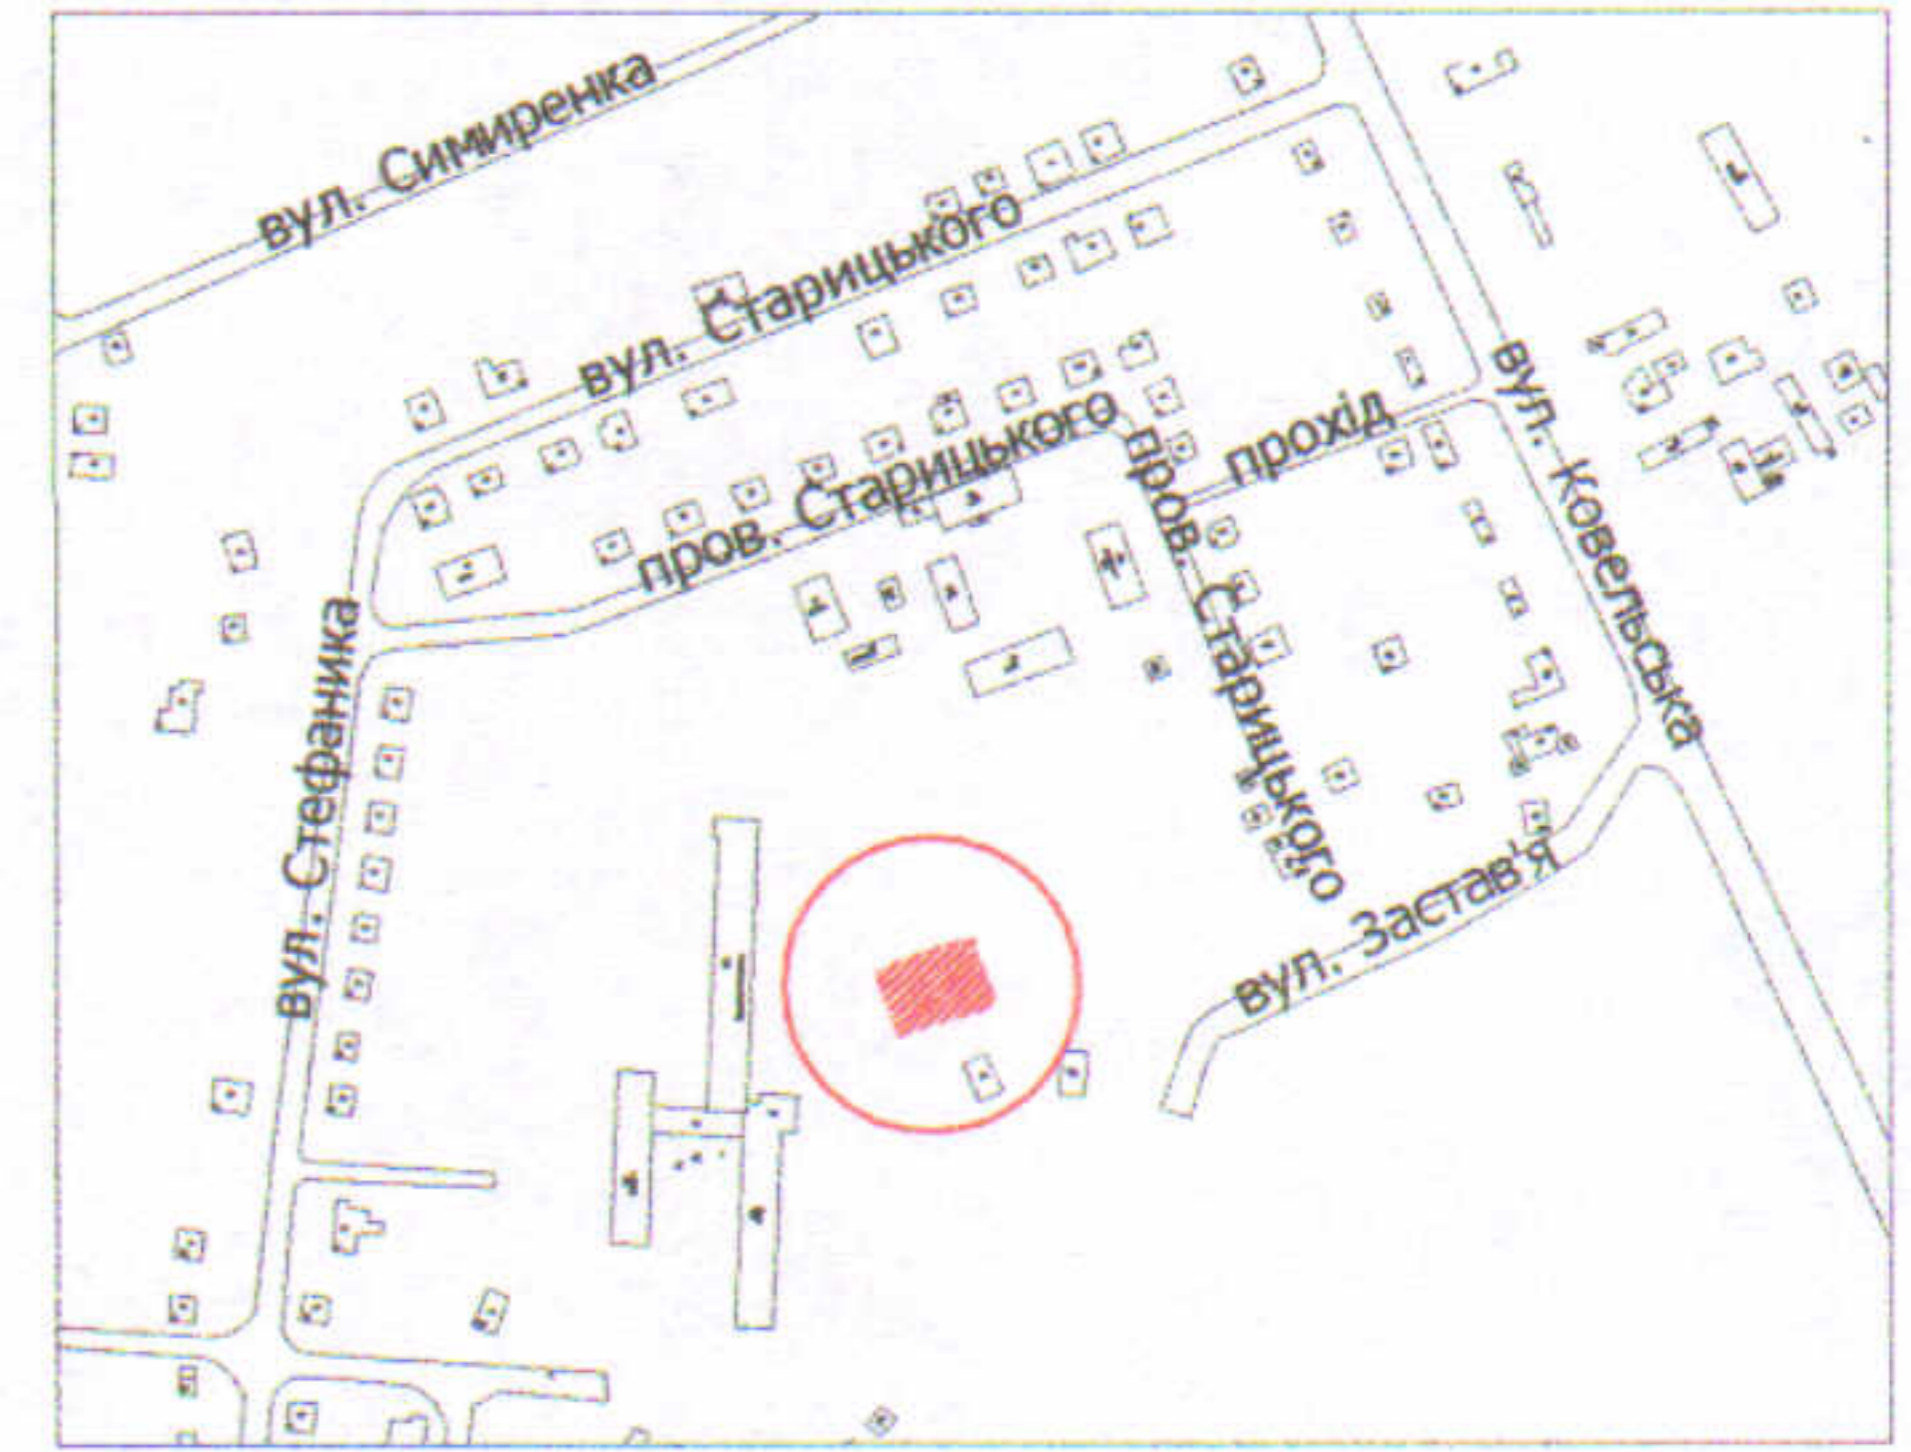 вул. Симиренка
вул. Старицького
пров. Старицького
прохід
вул. Ковельська
пров. Старицького
вул. Стефаника
вул. Застав'я